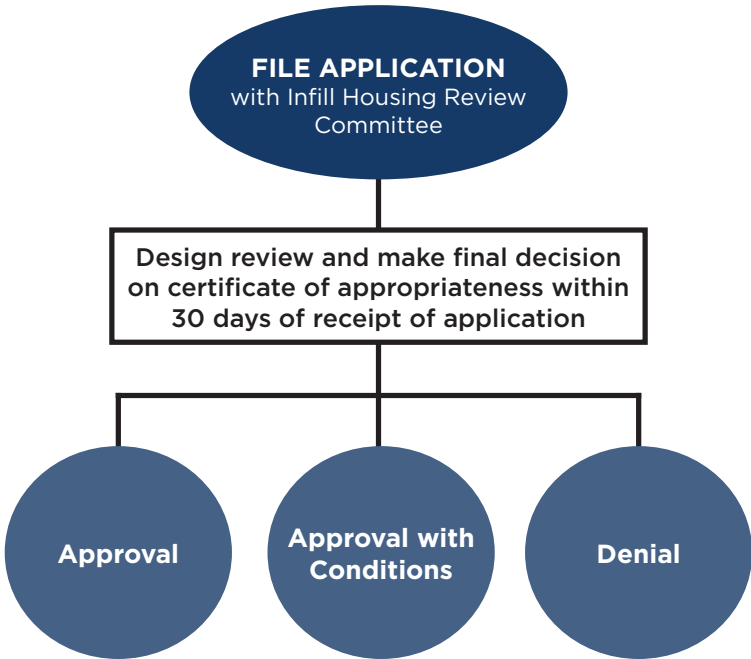 FILE APPLICATION
with Infill Housing Review
Committee
Design review and make final decision
on certificate of appropriateness within
30 days of receipt of application
Approval
Approval with
Conditions
Denial